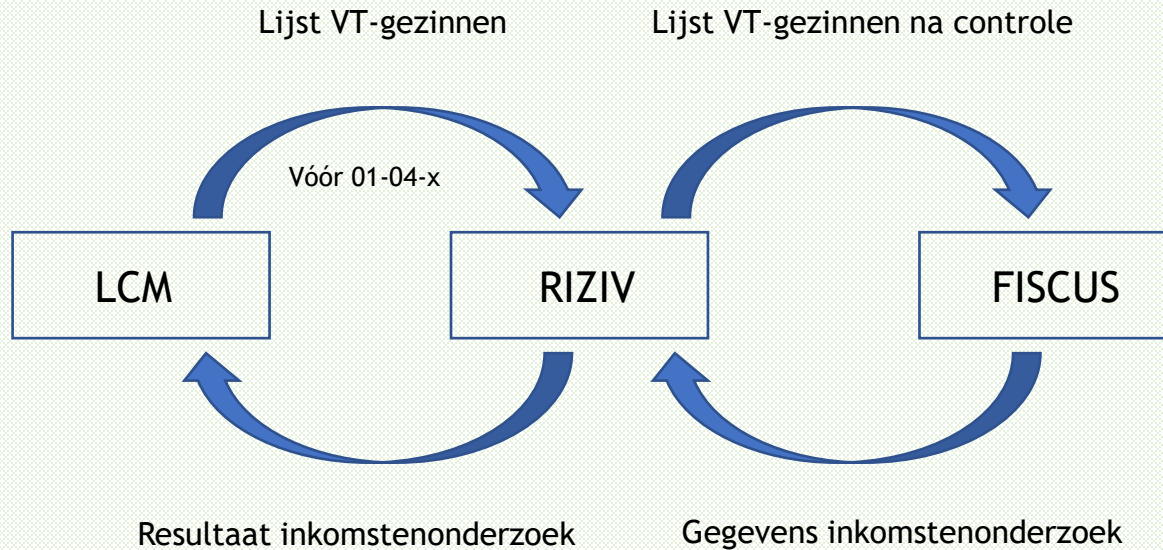 Lijst VT-gezinnen
Lijst VT-gezinnen na controle
Vóór 01-04-x
LCM
RIZIV
FISCUS
Resultaat inkomstenonderzoek
Gegevens inkomstenonderzoek